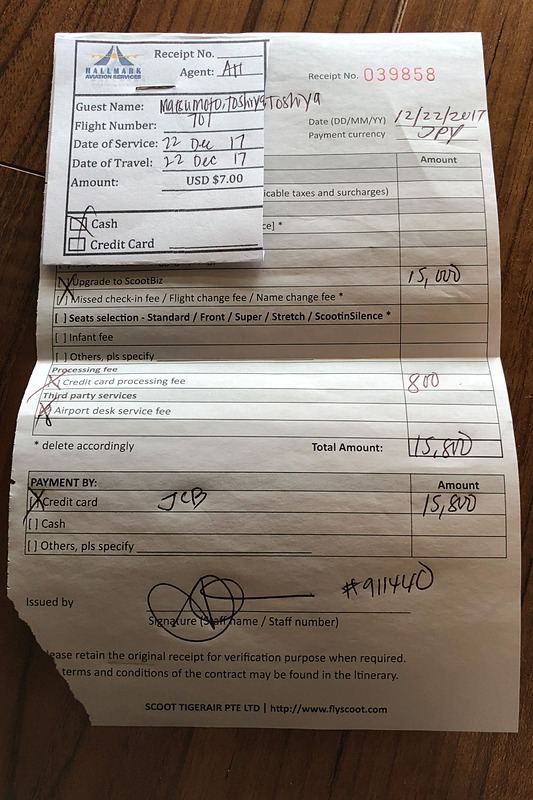 HALLMARK
AVIATION SERVICES
Receipt No.
Agent: AH
Guest Name: Matsumoto, Toshiya Toshiya
Flight Number: 701
Date of Service: 22 Dec 17
Date of Travel: 22 Dec 17
Amount: USD $7.00
[X] Cash
[ ] Credit Card
Receipt No. 039858
Date (DD/MM/YY) 12/22/2017
Payment currency JPY
Amount
icable taxes and surcharges)
ce] *
[X] Upgrade to ScootBiz 15,000
[ ] Missed check-in fee / Flight change fee / Name change fee *
[ ] Seats selection - Standard / Front / Super / Stretch / ScootinSilence *
[ ] Infant fee
[ ] Others, pls specify
Processing fee
[X] Credit card processing fee 800
Third party services
[X] Airport desk service fee
* delete accordingly Total Amount: 15,800
PAYMENT BY: Amount
[X] Credit card JCB 15,800
[ ] Cash
[ ] Others, pls specify
Issued by #911440
Signature (Staff name / Staff number)
ease retain the original receipt for verification purpose when required.
terms and conditions of the contract may be found in the Itinerary.
SCOOT TIGERAIR PTE LTD | http://www.flyscoot.com